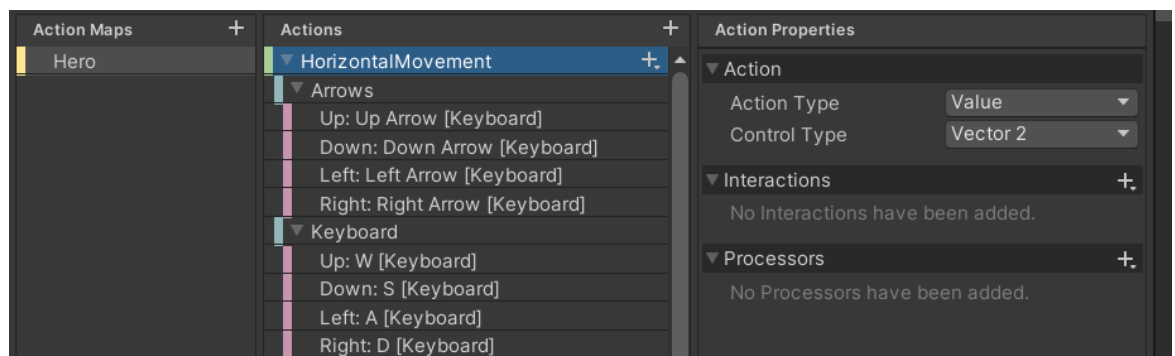 Action Maps
Hero
Actions
HorizontalMovement
Arrows
Up: Up Arrow [Keyboard]
Down: Down Arrow [Keyboard]
Left: Left Arrow [Keyboard]
Right: Right Arrow [Keyboard]
Keyboard
Up: W [Keyboard]
Down: S [Keyboard]
Left: A [Keyboard]
Right: D [Keyboard]
Action Properties
Action
Action Type Value
Control Type Vector 2
Interactions
No Interactions have been added.
Processors
No Processors have been added.